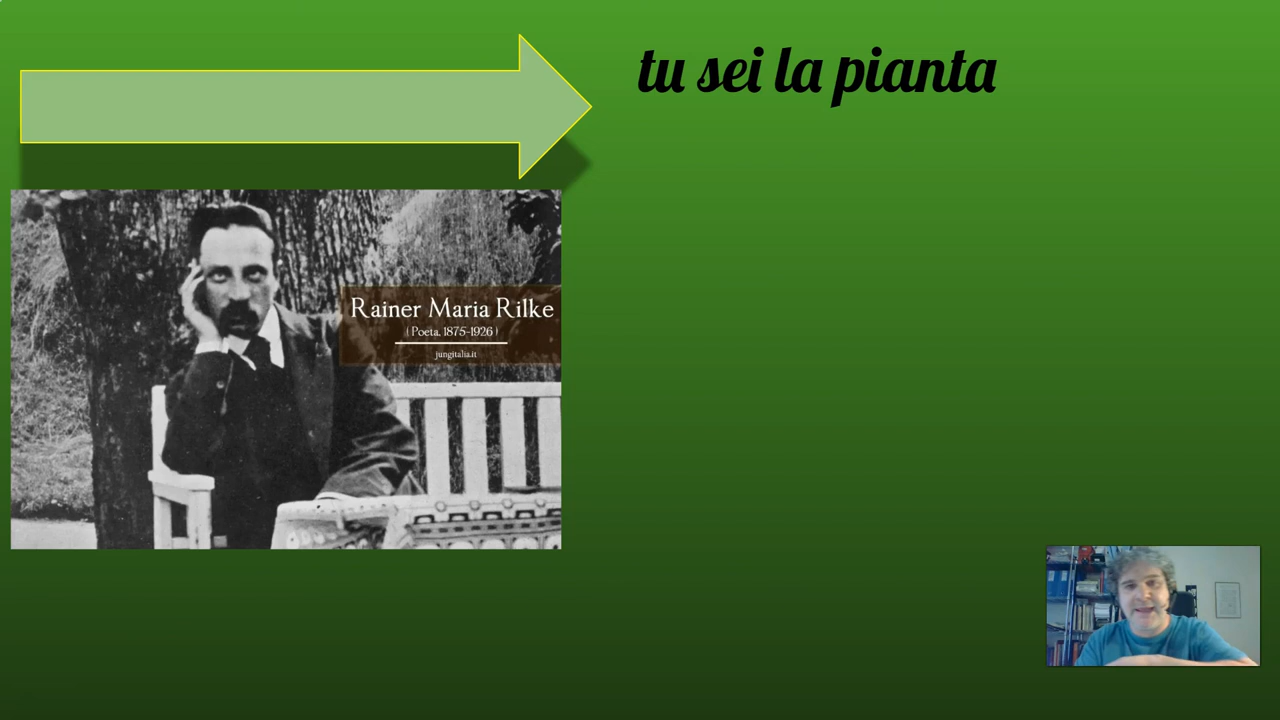 tu sei la pianta
Rainer Maria Rilke
(Poeta. 1875-1926)
jungitalia.it